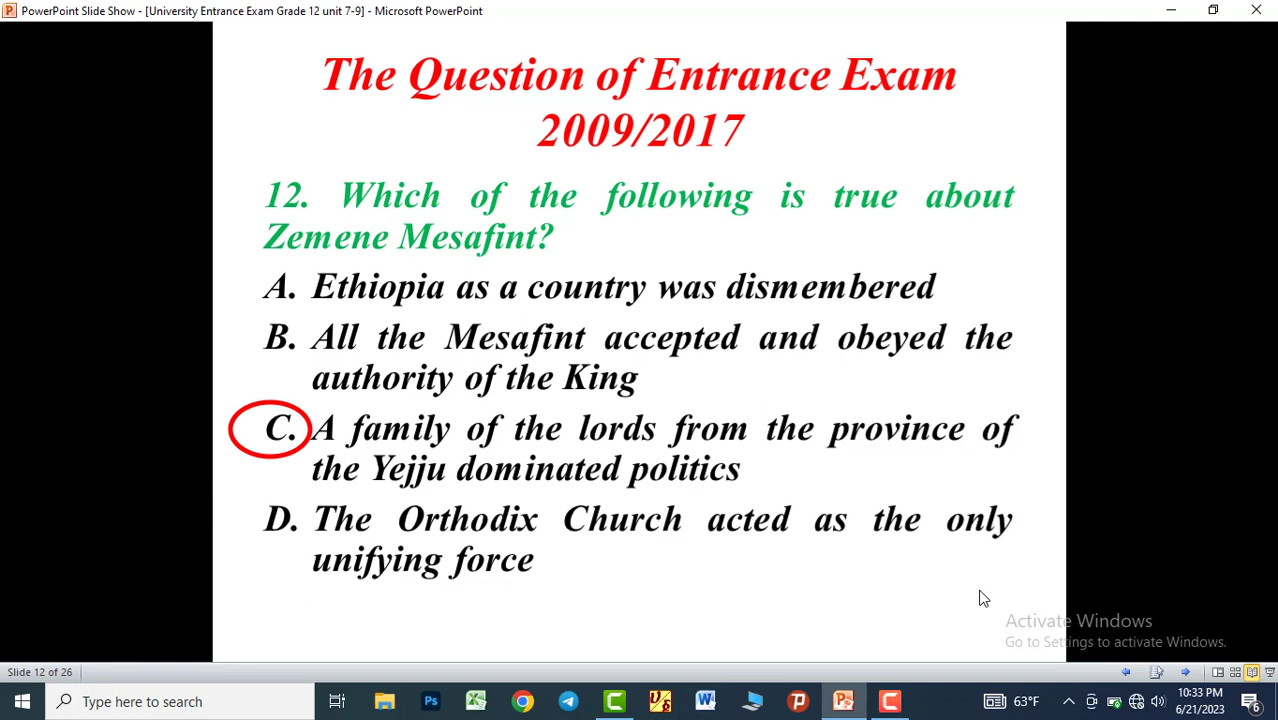 PowerPoint Slide Show - [University Entrance Exam Grade 12 unit 7-9] - Microsoft PowerPoint
The Question of Entrance Exam
2009/2017
12. Which of the following is true about
Zemene Mesafint?
A. Ethiopia as a country was dismembered
B. All the Mesafint accepted and obeyed the
authority of the King
C. A family of the lords from the province of
the Yejju dominated politics
D. The Orthodix Church acted as the only
unifying force
Activate Windows
Go to Settings to activate Windows.
Slide 12 of 26
Type here to search
63°F
10:33 PM
6/21/2023
6